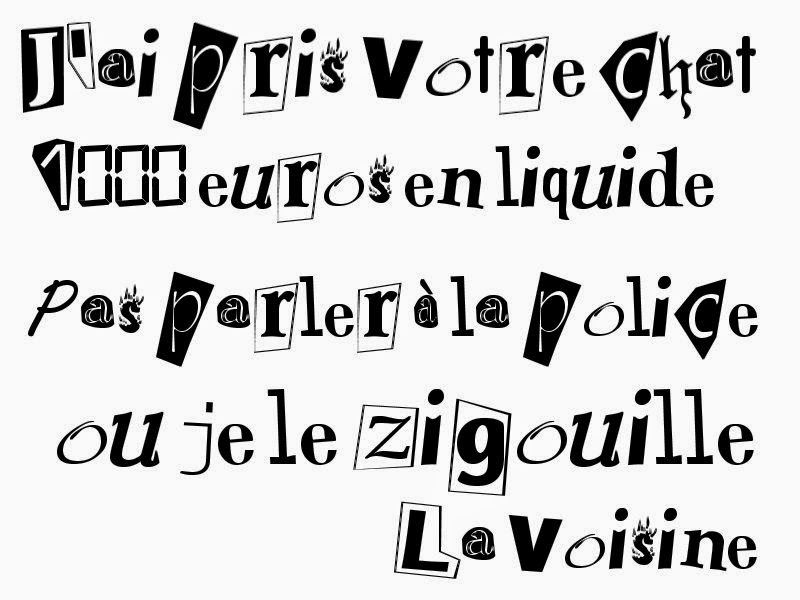 J'ai pris votre chat
1000 euros en liquide
Pas parler à la police
ou je le zigouille
La voisine